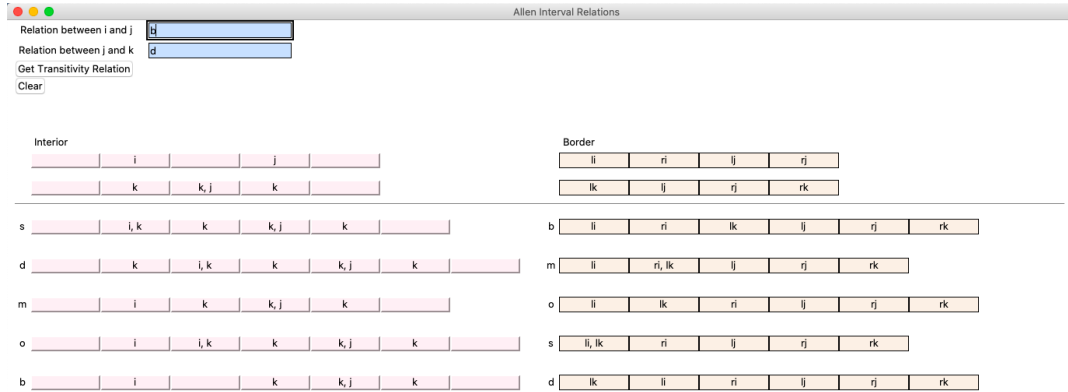 Allen Interval Relations
Relation between i and j b
Relation between j and k d
Get Transitivity Relation
Clear
Interior Border
i j li ri lj rj
k k, j k lk lj rj rk
s i, k k k, j k b li ri lk lj rj rk
d k i, k k k, j k m li ri, lk lj rj rk
m i k k, j k o li lk ri lj rj rk
o i i, k k k, j k s li, lk ri lj rj rk
b i k k, j k d lk li ri lj rj rk